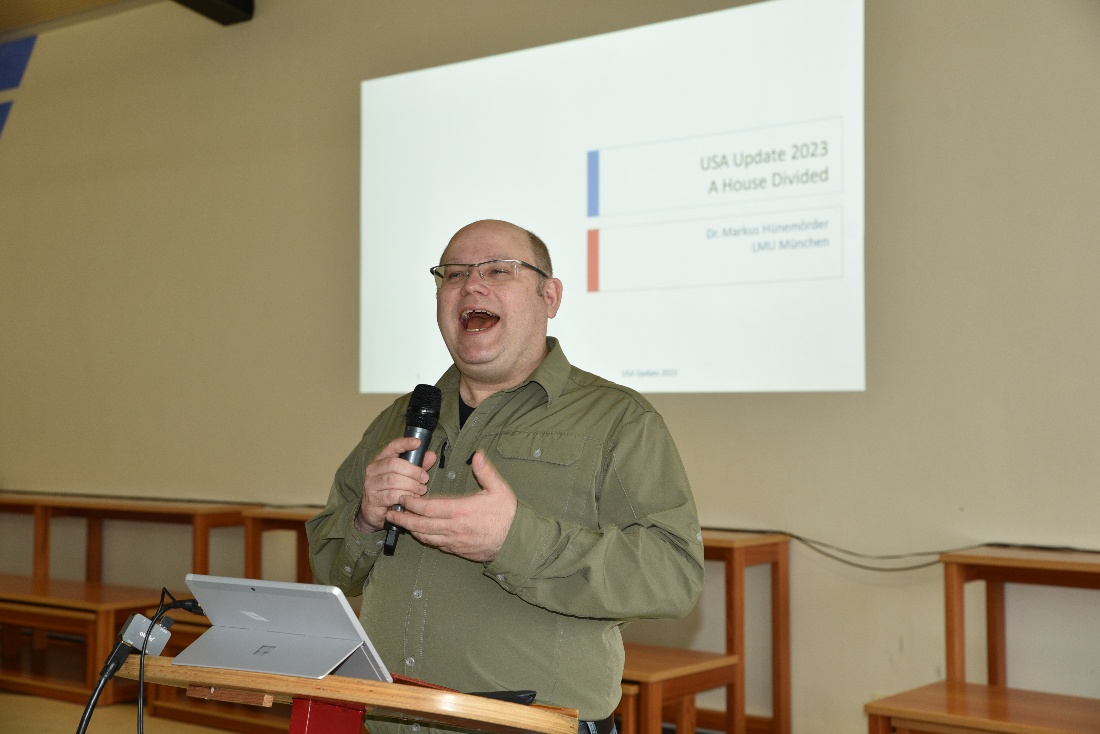 USA Update 2023
A House Divided
Dr. Markus Hünemörder
LMU München
USA Update 2023